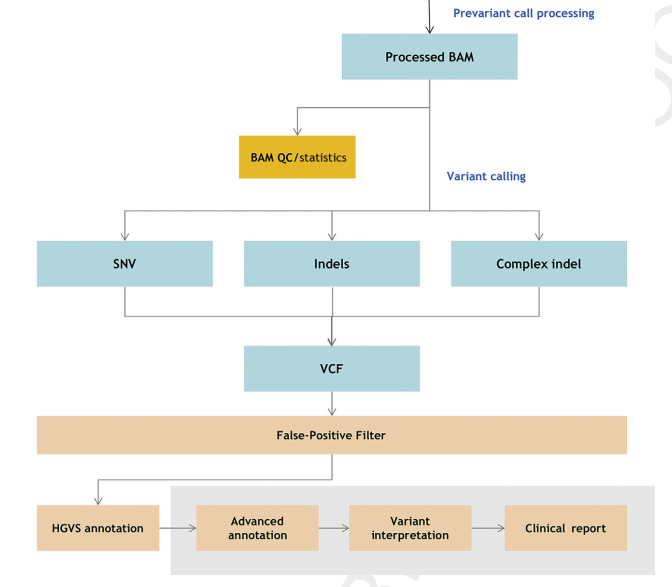 Prevariant call processing
Processed BAM
BAM QC/statistics
Variant calling
SNV
Indels
Complex indel
VCF
False-Positive Filter
HGVS annotation
Advanced
annotation
Variant
interpretation
Clinical report